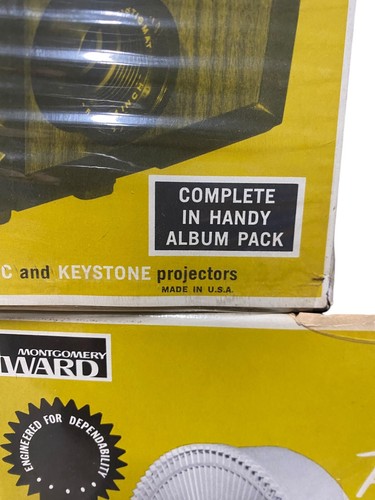 COMPLETE
IN HANDY
ALBUM PACK
C and KEYSTONE projectors
MADE IN U.S.A.
MONTGOMERY
WARD
ENGINEERED FOR DEPENDABILITY